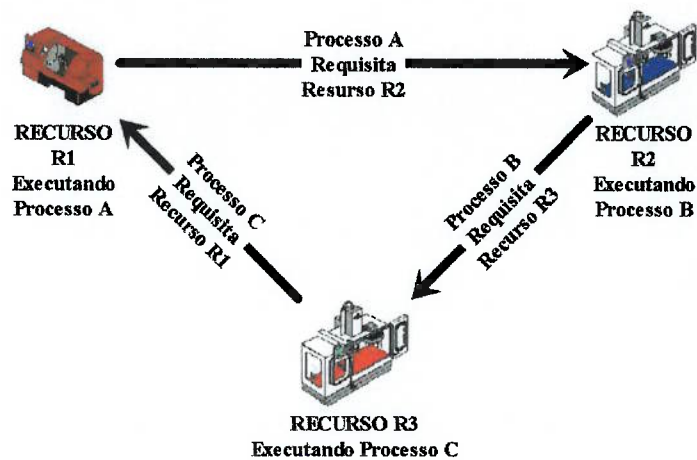 Processo A
Requisita
Resurso R2
RECURSO
R1
Executando
Processo A
RECURSO
R2
Executando
Processo B
Processo C
Requisita
Recurso R1
Processo B
Requisita
Recurso R3
RECURSO R3
Executando Processo C